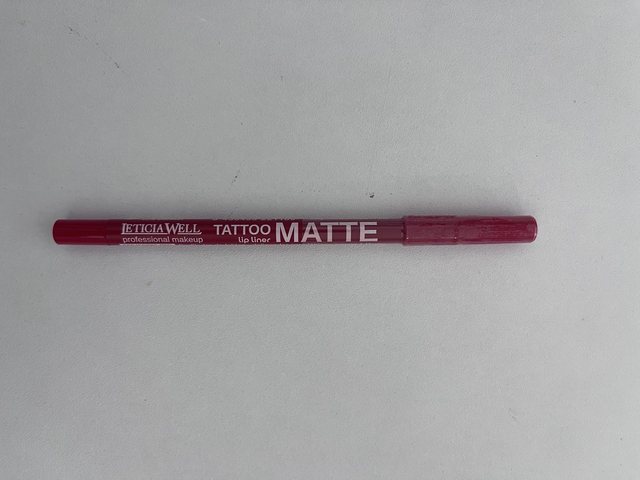 LETICIA WELL
professional makeup
TATTOO
lip liner
MATTE